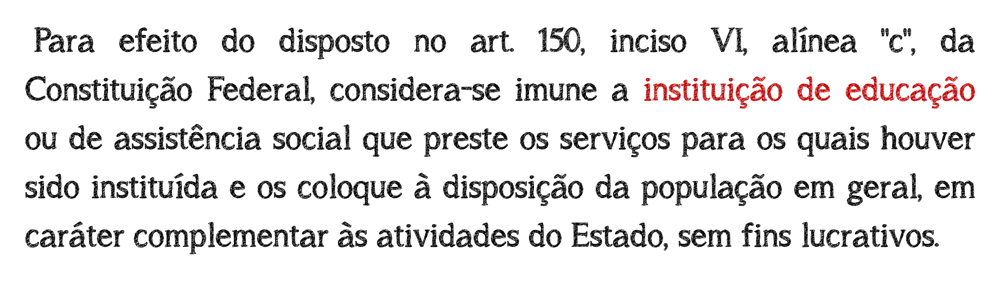 Para efeito do disposto no art. 150, inciso VI, alínea "c", da
Constituição Federal, considera-se imune a instituição de educação
ou de assistência social que preste os serviços para os quais houver
sido instituída e os coloque à disposição da população em geral, em
caráter complementar às atividades do Estado, sem fins lucrativos.